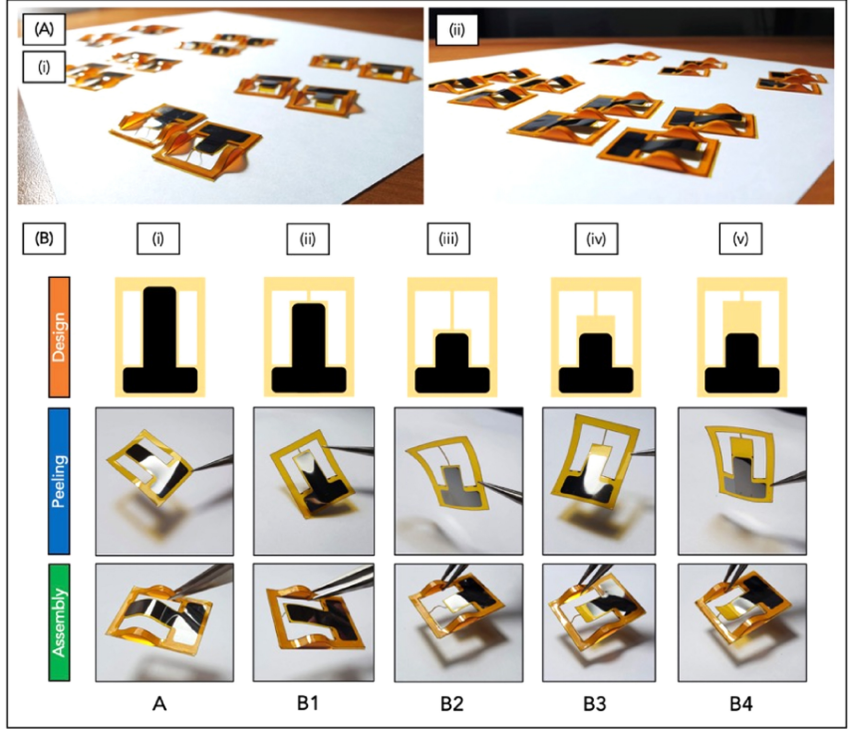 (A)
(i)
(ii)
(B)
(i)
(ii)
(iii)
(iv)
(v)
Design
Peeling
Assembly
A
B1
B2
B3
B4